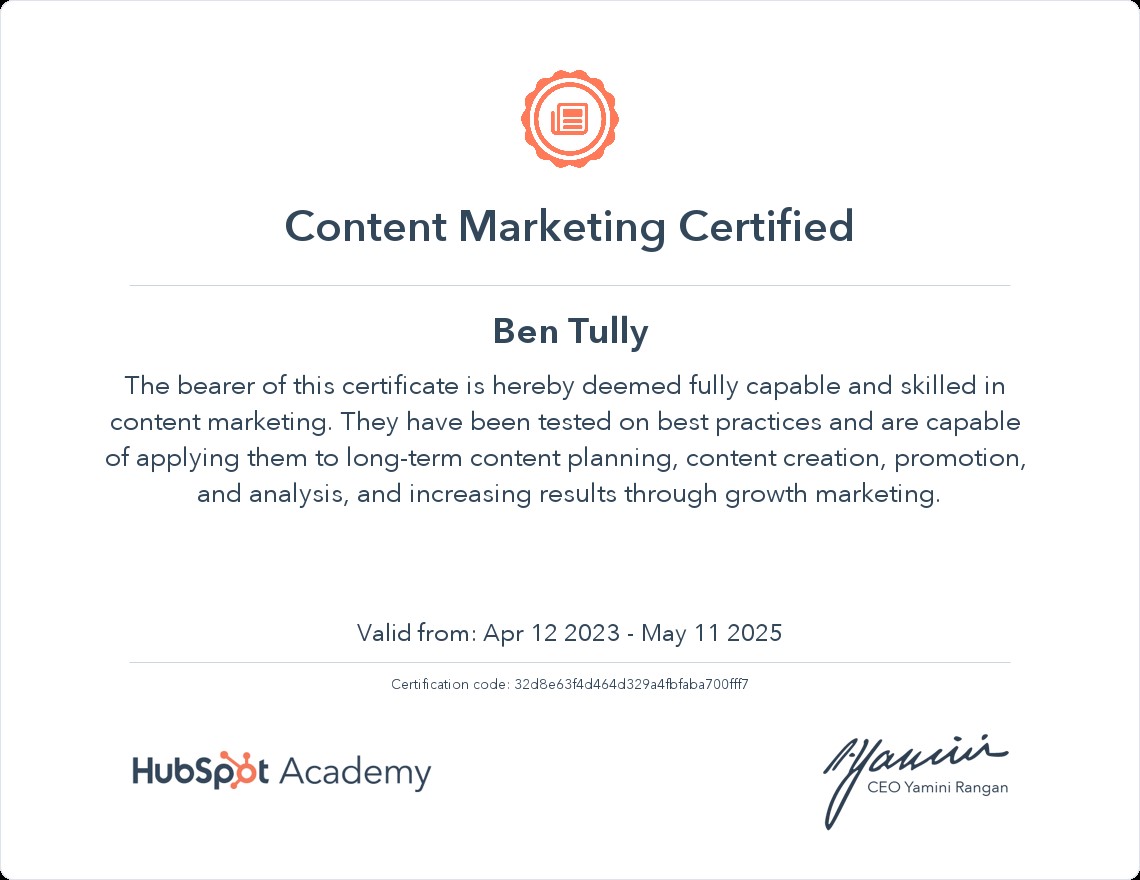 Content Marketing Certified
Ben Tully
The bearer of this certificate is hereby deemed fully capable and skilled in
content marketing. They have been tested on best practices and are capable
of applying them to long-term content planning, content creation, promotion,
and analysis, and increasing results through growth marketing.
Valid from: Apr 12 2023 - May 11 2025
Certification code: 32d8e63f4d464d329a4fbfaba700fff7
HubSpot Academy
Yamini
CEO Yamini Rangan